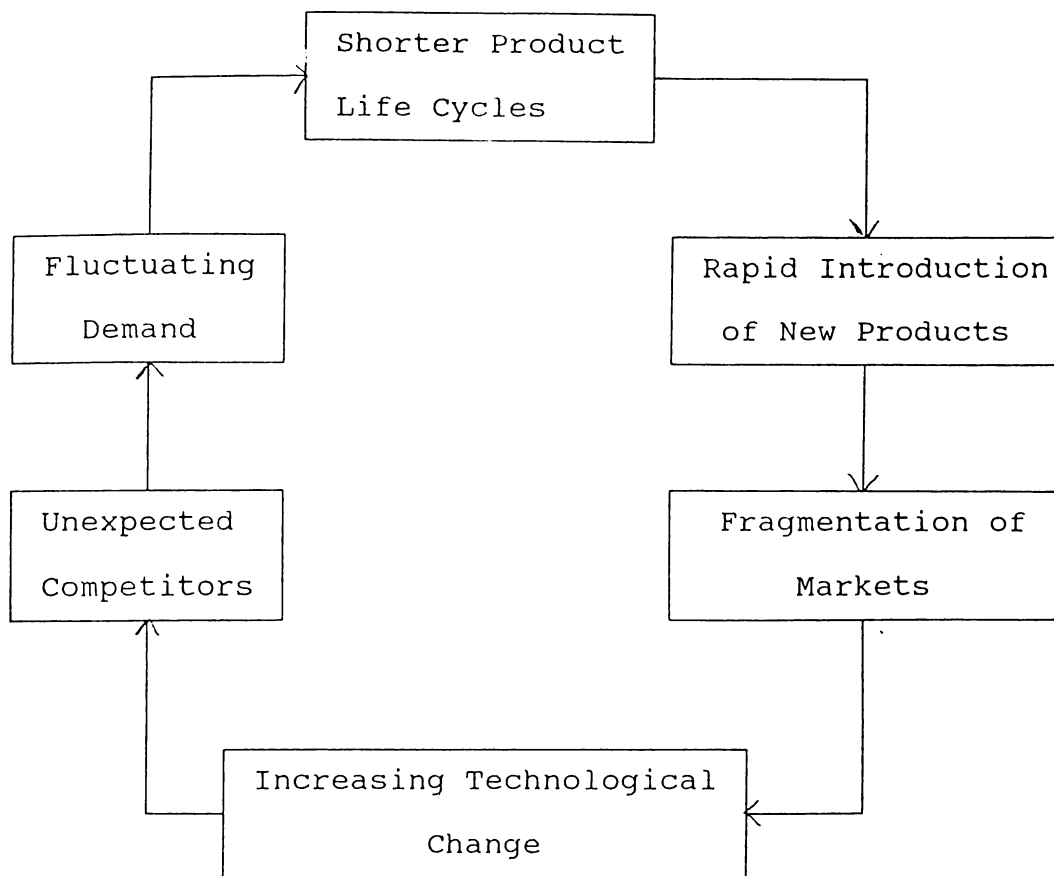 Shorter Product
Life Cycles
Fluctuating
Demand
Rapid Introduction
of New Products
Unexpected
Competitors
Fragmentation of
Markets
Increasing Technological
Change